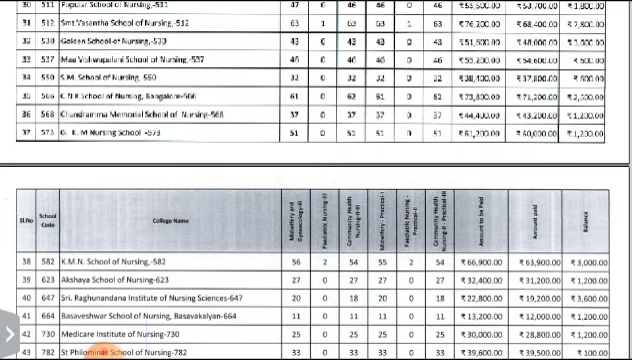 30 511 Popular School of Nursing,-511 47 0 46 46 0 46 ₹55,500.00 ₹53,700.00 ₹1,800.00
31 512 Smt.Vasantha School of Nursing,-512 63 1 63 63 1 63 ₹76,200.00 ₹68,400.00 ₹7,800.00
32 530 Golden School of Nursing,-530 43 0 43 43 0 43 ₹51,600.00 ₹48,000.00
33 537 School of Nursing,-537 46 0 46 46 0 46 ₹55,200.00 ₹54,600.00 ₹600.00
34 550 S.M. School of Nursing,-550 32 0 32 32 0 32 ₹38,400.00 ₹37,800.00 ₹600.00
35 566 C N K School of Nursing, Bangalore-566 61 0 62 61 0 62 ₹73,800.00 ₹71,200.00 ₹2,600.00
36 568 Chandramma Memorial School of Nursing-568 37 0 37 37 0 37 ₹44,400.00 ₹43,200.00 ₹1,200.00
37 573 G. K. M Nursing School -573 51 0 51 51 0 51 ₹61,200.00 ₹60,000.00 ₹1,200.00
Sl.No School Code College Name Midwifery and Gynaecology-III Paediatric Nursing-II Community Health Nursing-II-III Midwifery - Practical-I Paediatric Nursing - Practical-II Community Health Nursing-II - Practical-III Amount to be Paid Amount paid Balance
38 582 K.M.N. School of Nursing,-582 56 2 54 55 2 54 ₹66,900.00 ₹63,900.00 ₹3,000.00
39 623 Akshaya School of Nursing-623 27 0 27 27 0 27 ₹32,400.00 ₹31,200.00 ₹1,200.00
40 647 Sri. Raghunandana Institute of Nursing Sciences-647 20 0 18 20 0 18 ₹22,800.00 ₹19,200.00 ₹3,600.00
41 664 Basaveshwar School of Nursing, Basavakalyan-664 11 0 11 11 0 11 ₹13,200.00 ₹12,000.00 ₹1,200.00
42 730 Medicare Institute of Nursing-730 25 0 25 25 0 25 ₹30,000.00 ₹28,800.00 ₹1,200.00
43 782 St Philominas School of Nursing-782 33 0 33 33 0 33 ₹39,600.00 ₹39,500.00 ₹100.00